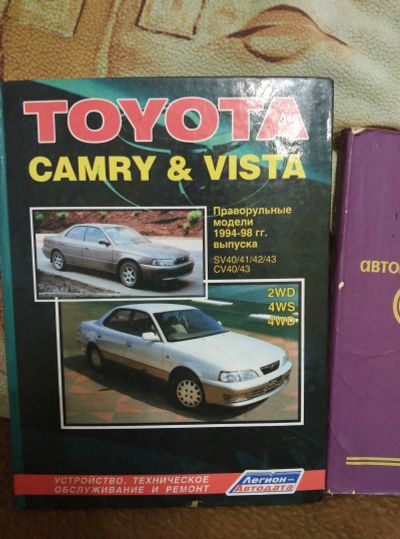 TOYOTA
CAMRY & VISTA
Праворульные
модели
1994-98 гг.
выпуска
SV40/41/42/43
CV40/43
2WD
4WS
4WD
УСТРОЙСТВО, ТЕХНИЧЕСКОЕ
ОБСЛУЖИВАНИЕ И РЕМОНТ
Легион-
Автодата